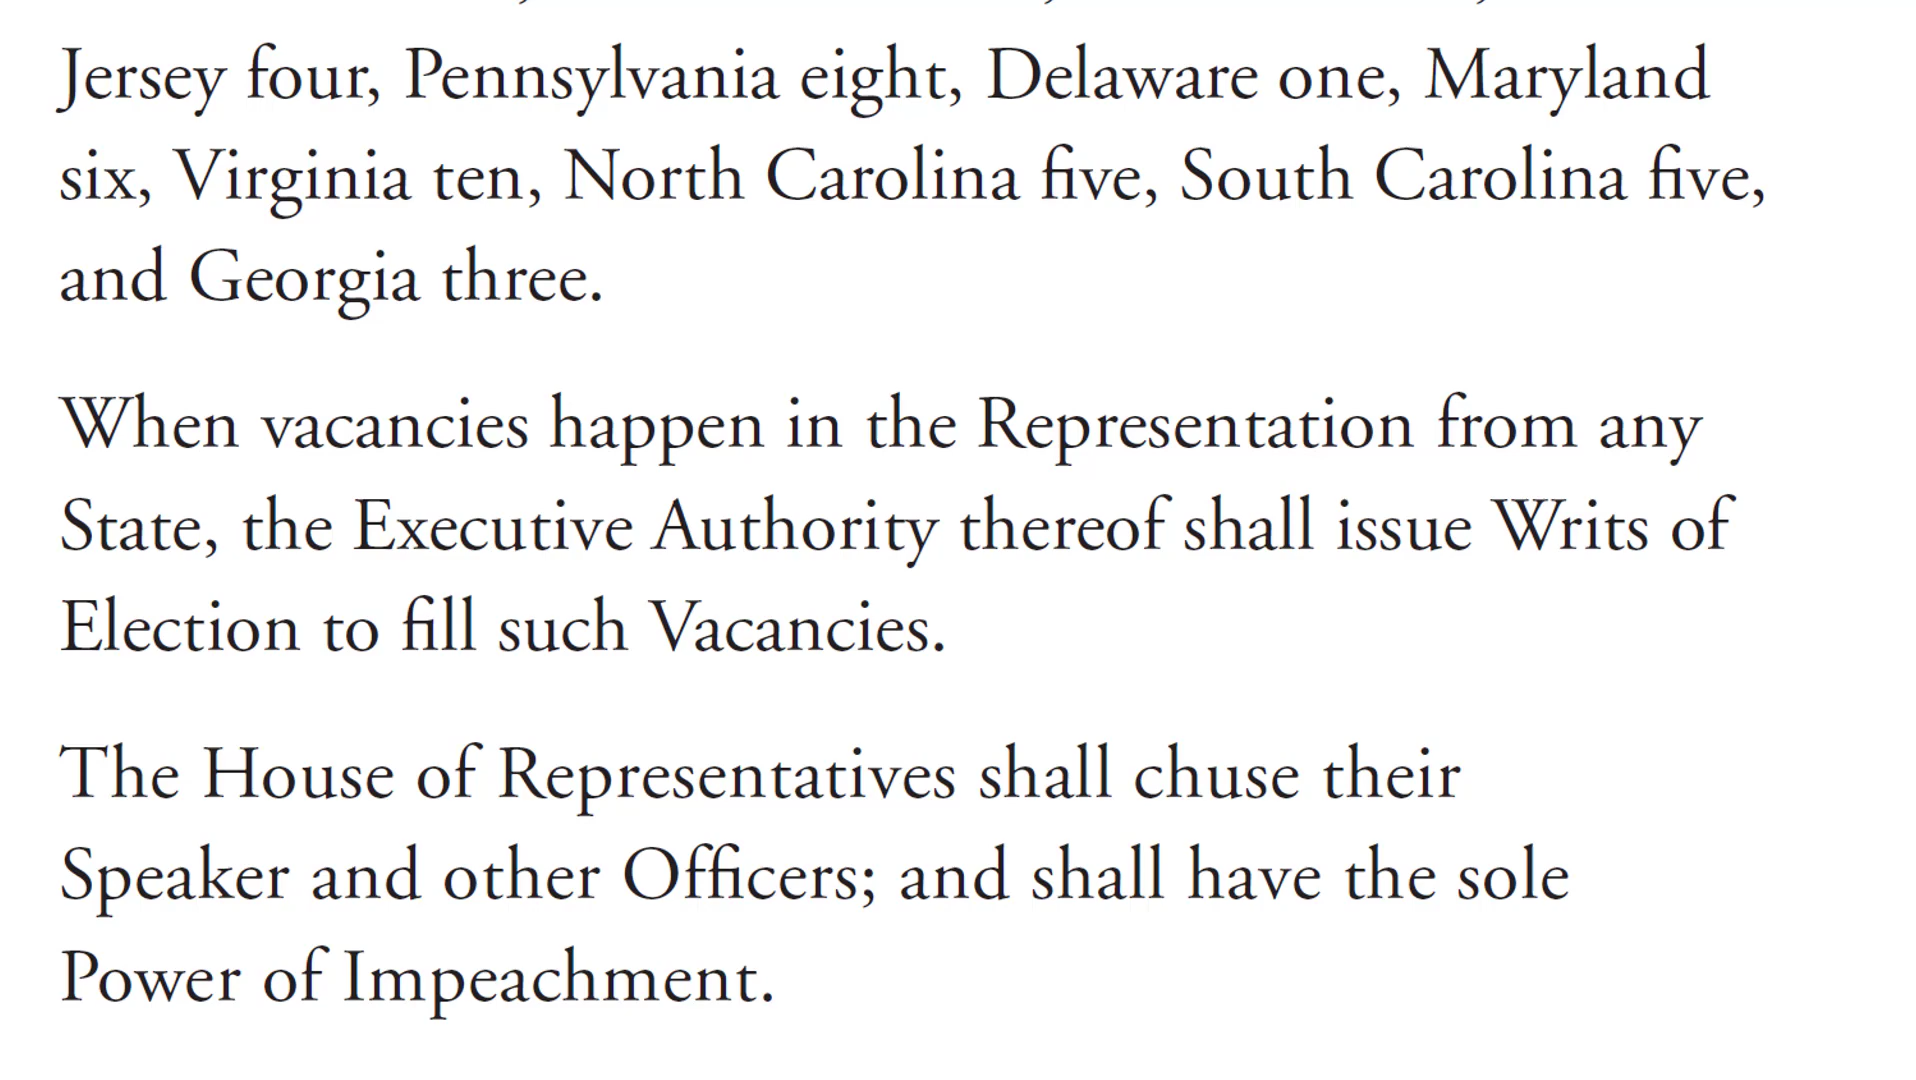 Jersey four, Pennsylvania eight, Delaware one, Maryland
six, Virginia ten, North Carolina five, South Carolina five,
and Georgia three.
When vacancies happen in the Representation from any
State, the Executive Authority thereof shall issue Writs of
Election to fill such Vacancies.
The House of Representatives shall chuse their
Speaker and other Officers; and shall have the sole
Power of Impeachment.